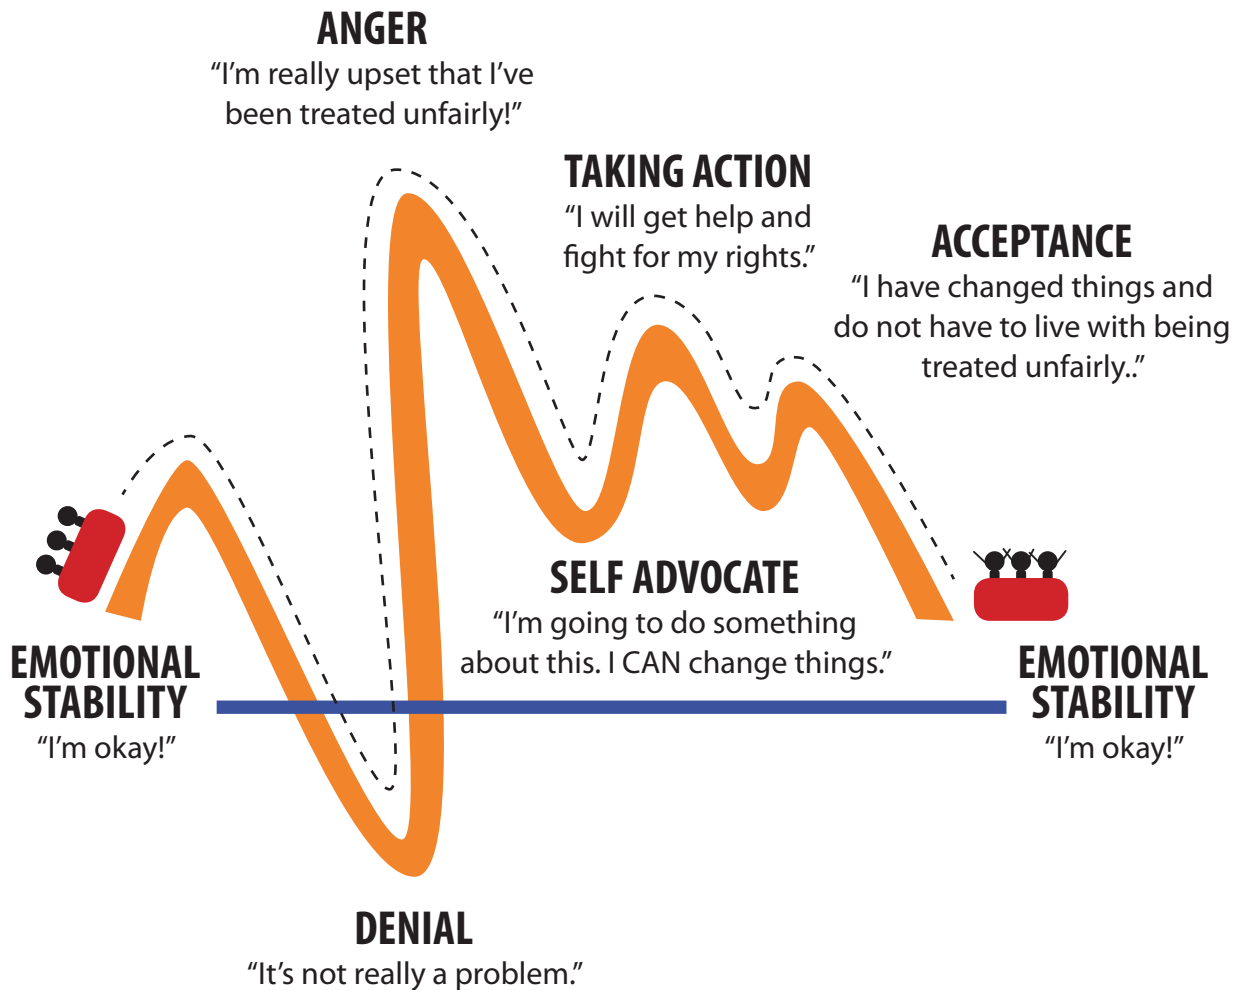 ANGER
“I’m really upset that I’ve
been treated unfairly!”
TAKING ACTION
“I will get help and
fight for my rights.”
ACCEPTANCE
“I have changed things and
do not have to live with being
treated unfairly..”
SELF ADVOCATE
“I’m going to do something
about this. I CAN change things.”
EMOTIONAL
STABILITY
“I’m okay!”
EMOTIONAL
STABILITY
“I’m okay!”
DENIAL
“It’s not really a problem.”